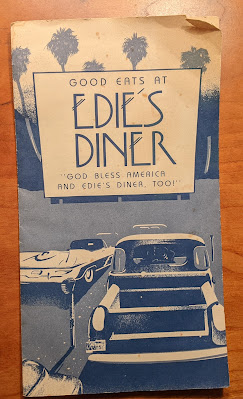 GOOD EATS AT
EDIE'S
DINER
"GOD BLESS AMERICA
AND EDIE'S DINER, TOO!"